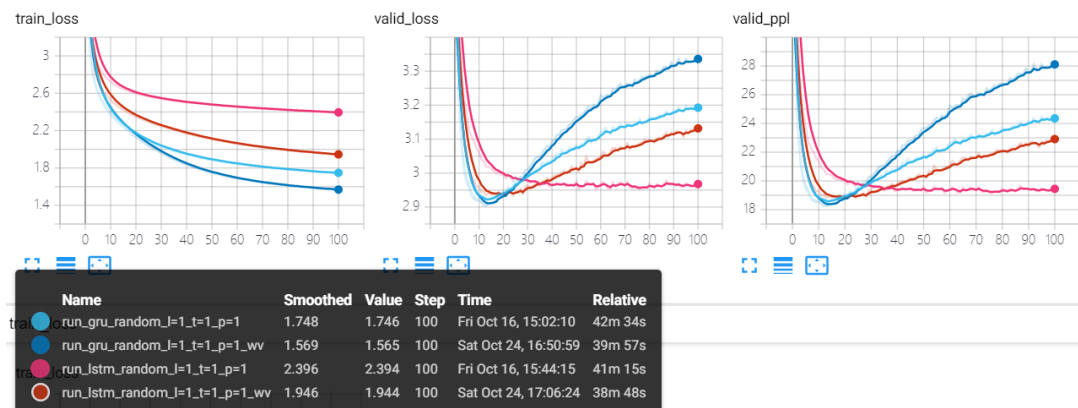 train_loss valid_loss valid_ppl
3 3.3 28
2.6 3.2 26
2.2 3.1 24
1.8 3 22
1.4 2.9 20
18
0 10 20 30 40 50 60 70 80 90 100 0 10 20 30 40 50 60 70 80 90 100 0 10 20 30 40 50 60 70 80 90 100
Name Smoothed Value Step Time Relative
run_gru_random_l=1_t=1_p=1 1.748 1.746 100 Fri Oct 16, 15:02:10 42m 34s
run_gru_random_l=1_t=1_p=1_wv 1.569 1.565 100 Sat Oct 24, 16:50:59 39m 57s
run_lstm_random_l=1_t=1_p=1 2.396 2.394 100 Fri Oct 16, 15:44:15 41m 15s
run_lstm_random_l=1_t=1_p=1_wv 1.946 1.944 100 Sat Oct 24, 17:06:24 38m 48s